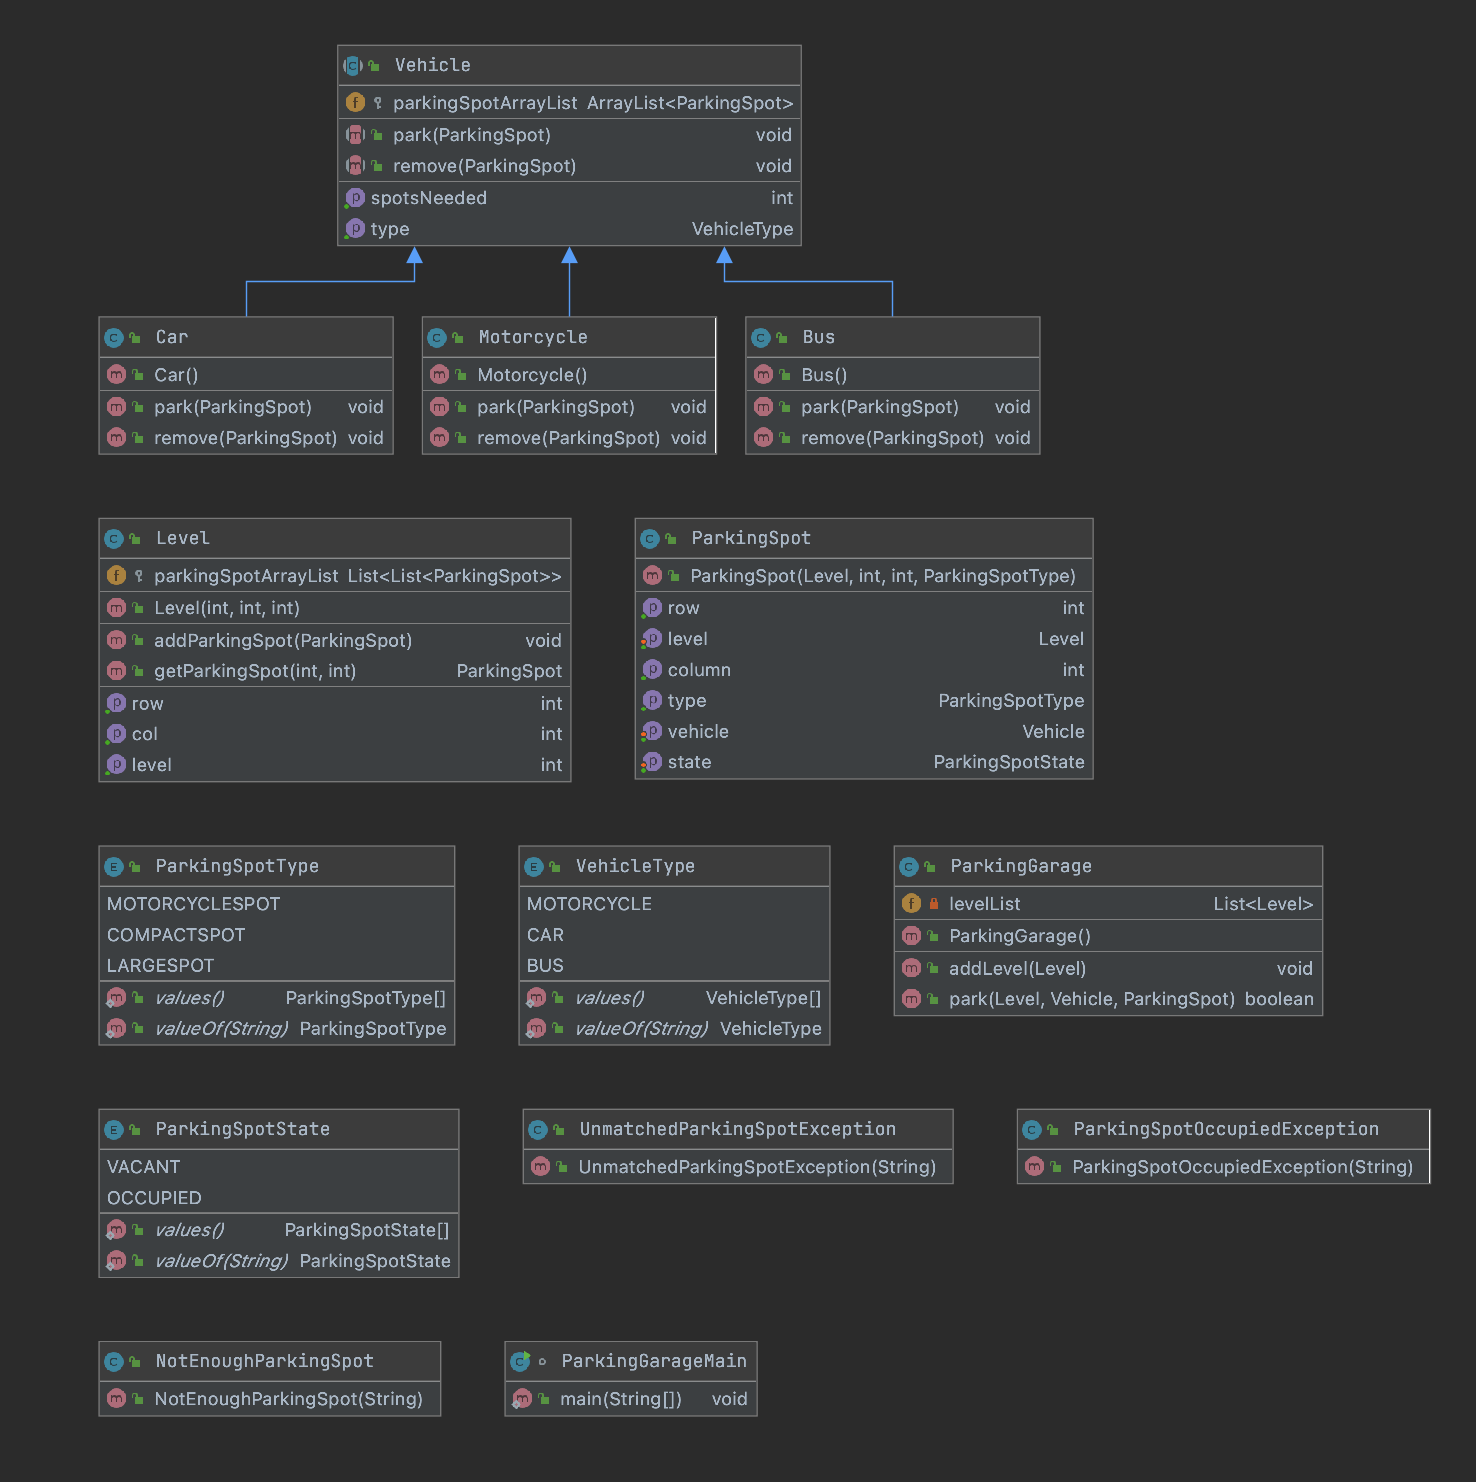 Vehicle
parkingSpotArrayList ArrayList<ParkingSpot>
park(ParkingSpot) void
remove(ParkingSpot) void
spotsNeeded int
type VehicleType
Car
Car()
park(ParkingSpot) void
remove(ParkingSpot) void
Motorcycle
Motorcycle()
park(ParkingSpot) void
remove(ParkingSpot) void
Bus
Bus()
park(ParkingSpot) void
remove(ParkingSpot) void
Level
parkingSpotArrayList List<List<ParkingSpot>>
Level(int, int, int)
addParkingSpot(ParkingSpot) void
getParkingSpot(int, int) ParkingSpot
row int
col int
level int
ParkingSpot
ParkingSpot(Level, int, int, ParkingSpotType)
row int
level Level
column int
type ParkingSpotType
vehicle Vehicle
state ParkingSpotState
ParkingSpotType
MOTORCYCLESPOT
COMPACTSPOT
LARGESPOT
values() ParkingSpotType[]
valueOf(String) ParkingSpotType
VehicleType
MOTORCYCLE
CAR
BUS
values() VehicleType[]
valueOf(String) VehicleType
ParkingGarage
levelList List<Level>
ParkingGarage()
addLevel(Level) void
park(Level, Vehicle, ParkingSpot) boolean
ParkingSpotState
VACANT
OCCUPIED
values() ParkingSpotState[]
valueOf(String) ParkingSpotState
UnmatchedParkingSpotException
UnmatchedParkingSpotException(String)
ParkingSpotOccupiedException
ParkingSpotOccupiedException(String)
NotEnoughParkingSpot
NotEnoughParkingSpot(String)
ParkingGarageMain
main(String[]) void